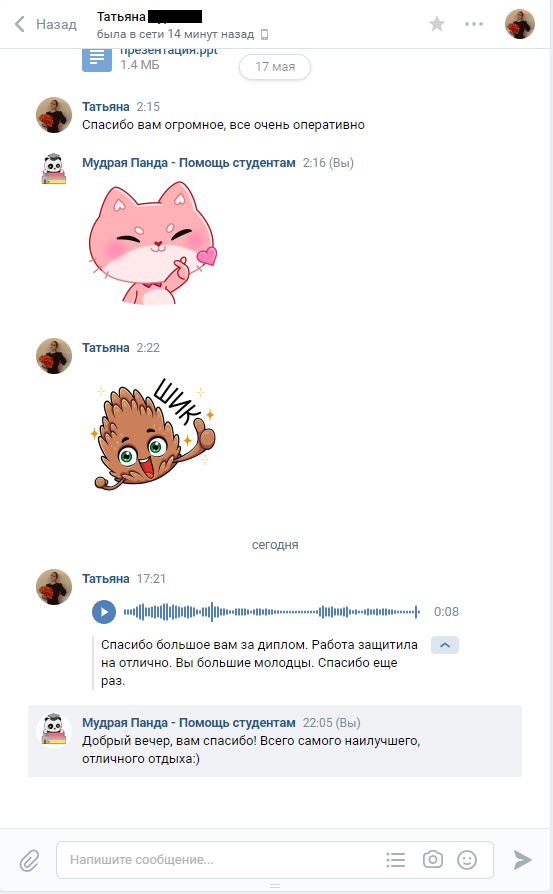 Назад
Татьяна
была в сети 14 минут назад
презентация.ppt
1.4 МБ
17 мая
Татьяна 2:15
Спасибо вам огромное, все очень оперативно
Мудрая Панда - Помощь студентам 2:16 (Вы)
Татьяна 2:22
ШИК
сегодня
Татьяна 17:21
0:08
Спасибо большое вам за диплом. Работа защитила
на отлично. Вы большие молодцы. Спасибо еще
раз.
Мудрая Панда - Помощь студентам 22:05 (Вы)
Добрый вечер, вам спасибо! Всего самого наилучшего,
отличного отдыха:)
Напишите сообщение...